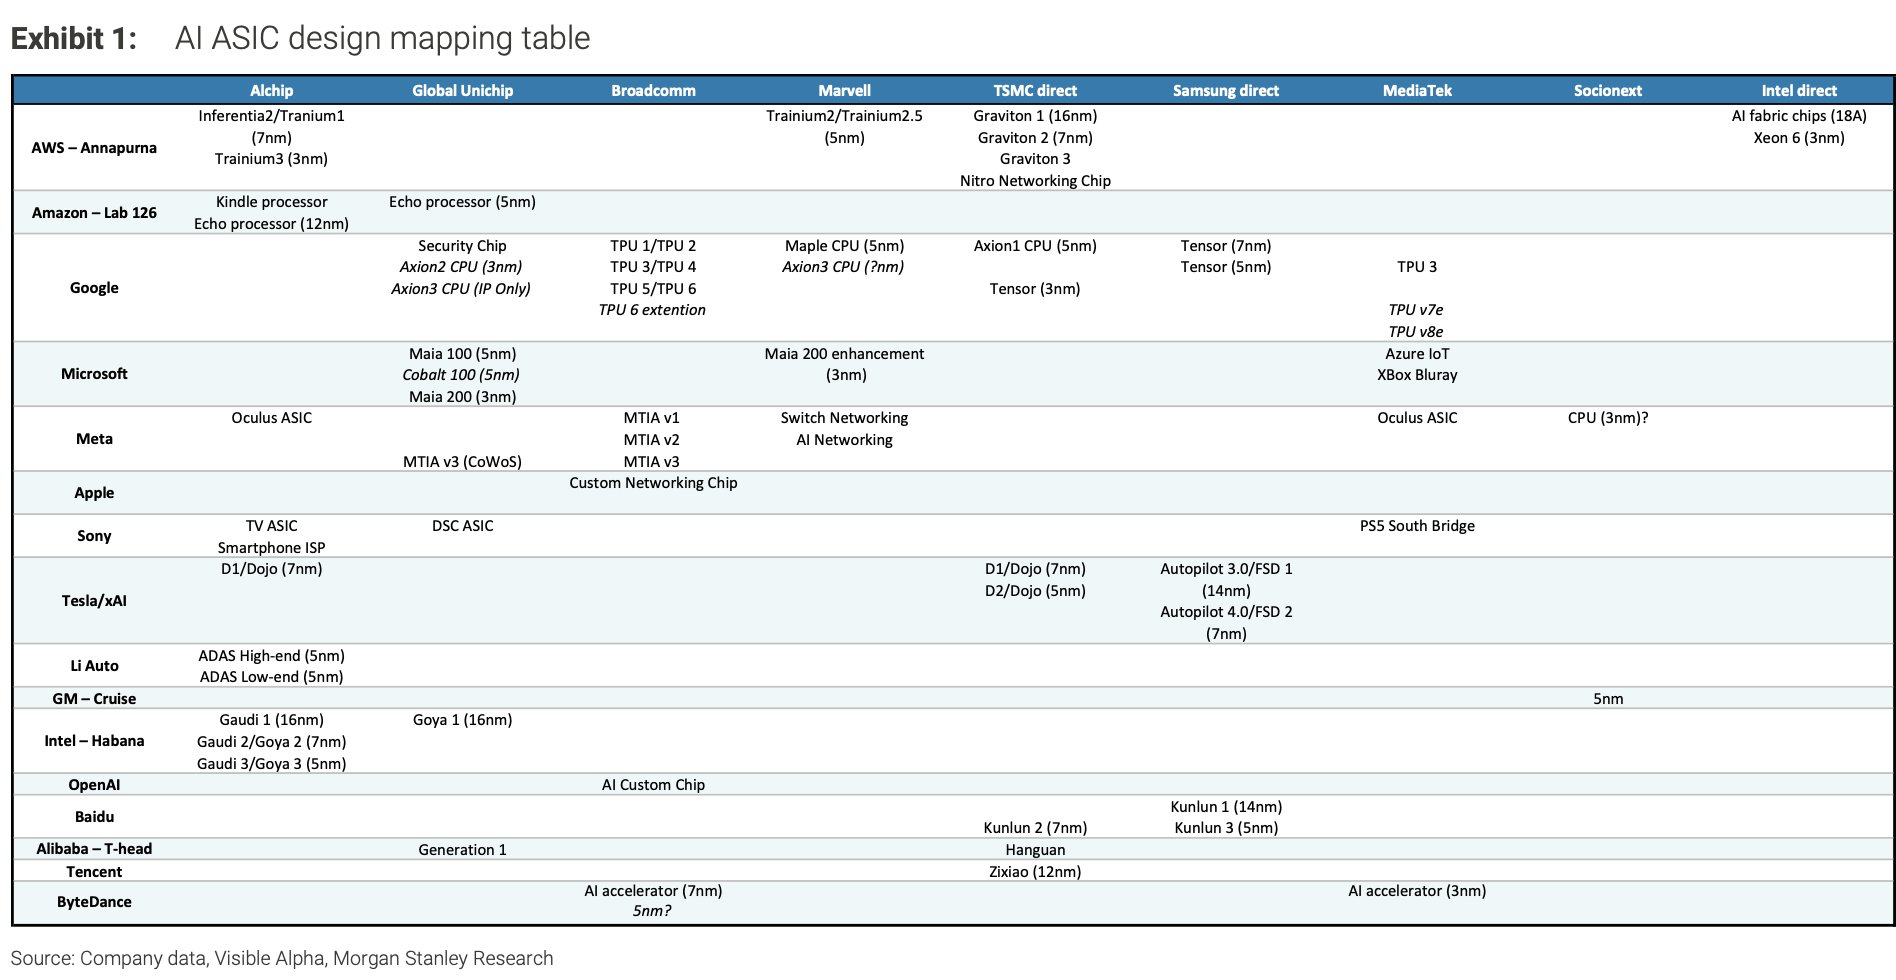 Exhibit 1: AI ASIC design mapping table
Alchip Global Unichip Broadcomm Marvell TSMC direct Samsung direct MediaTek Socionext Intel direct
AWS – Annapurna
Inferentia2/Tranium1
(7nm)
Trainium3 (3nm)
Trainium2/Trainium2.5
(5nm)
Graviton 1 (16nm)
Graviton 2 (7nm)
Graviton 3
Nitro Networking Chip
AI fabric chips (18A)
Xeon 6 (3nm)
Amazon – Lab 126
Kindle processor
Echo processor (12nm)
Echo processor (5nm)
Google
Security Chip
Axion2 CPU (3nm)
Axion3 CPU (IP Only)
TPU 1/TPU 2
TPU 3/TPU 4
TPU 5/TPU 6
TPU 6 extention
Maple CPU (5nm)
Axion3 CPU (?nm)
Axion1 CPU (5nm)
Tensor (3nm)
Tensor (7nm)
Tensor (5nm)
TPU 3
TPU v7e
TPU v8e
Microsoft
Maia 100 (5nm)
Cobalt 100 (5nm)
Maia 200 (3nm)
Maia 200 enhancement
(3nm)
Azure IoT
XBox Bluray
Meta
Oculus ASIC
MTIA v3 (CoWoS)
MTIA v1
MTIA v2
MTIA v3
Switch Networking
AI Networking
Oculus ASIC
CPU (3nm)?
Apple
Custom Networking Chip
Sony
TV ASIC
Smartphone ISP
DSC ASIC
PS5 South Bridge
Tesla/xAI
D1/Dojo (7nm)
D1/Dojo (7nm)
D2/Dojo (5nm)
Autopilot 3.0/FSD 1
(14nm)
Autopilot 4.0/FSD 2
(7nm)
Li Auto
ADAS High-end (5nm)
ADAS Low-end (5nm)
GM – Cruise
5nm
Intel – Habana
Gaudi 1 (16nm)
Gaudi 2/Goya 2 (7nm)
Gaudi 3/Goya 3 (5nm)
Goya 1 (16nm)
OpenAI
AI Custom Chip
Baidu
Kunlun 2 (7nm)
Kunlun 1 (14nm)
Kunlun 3 (5nm)
Alibaba – T-head
Generation 1
Hanguan
Tencent
Zixiao (12nm)
ByteDance
AI accelerator (7nm)
5nm?
AI accelerator (3nm)
Source: Company data, Visible Alpha, Morgan Stanley Research